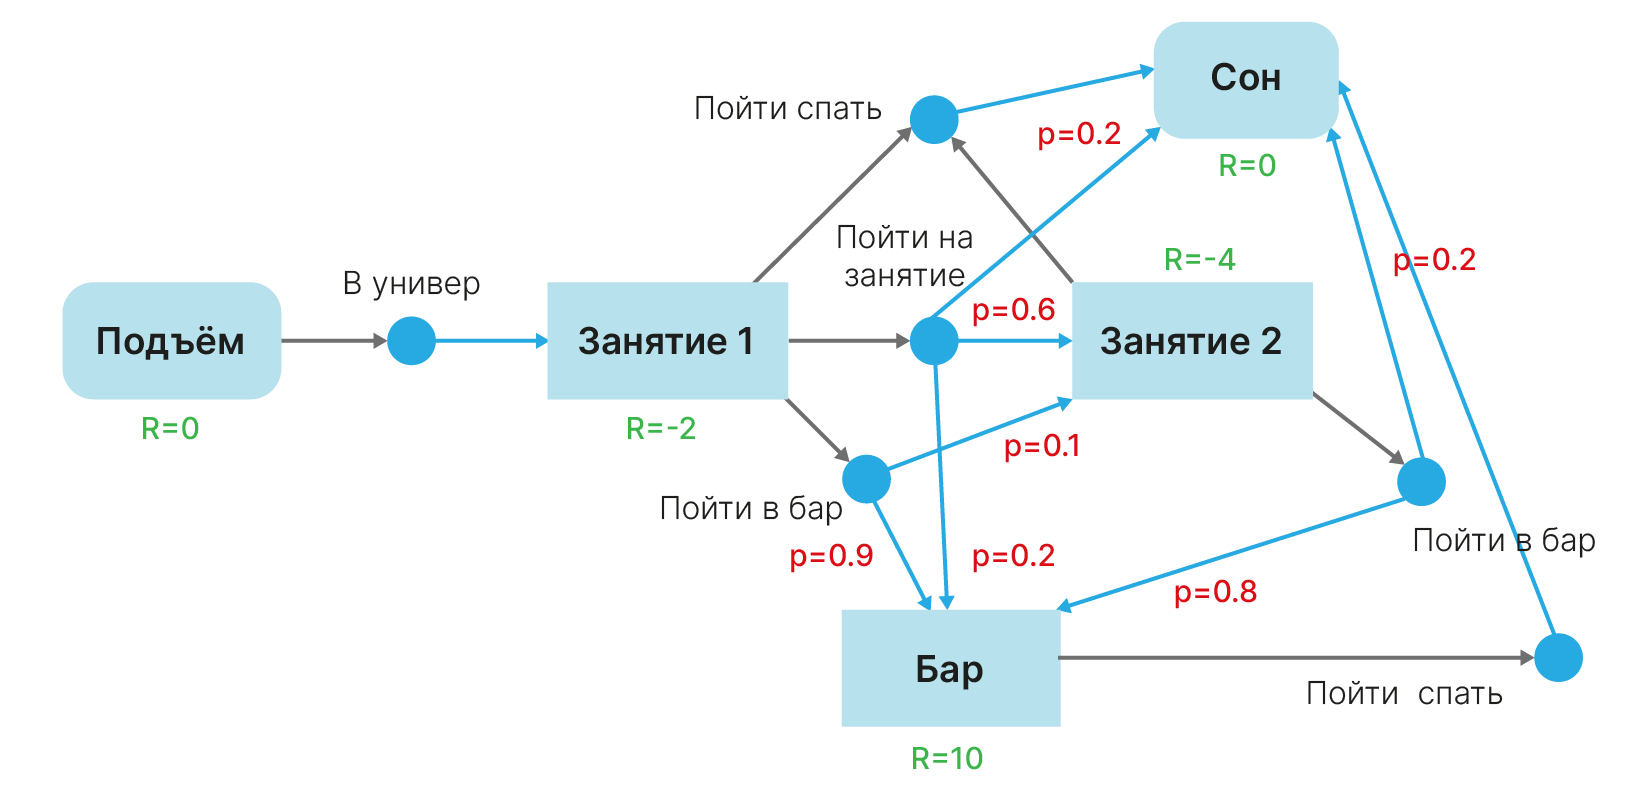 Сон
Пойти спать
p=0.2
R=0
Пойти на
занятие
R=-4
p=0.2
В универ
p=0.6
Подъём
Занятие 1
Занятие 2
R=0
R=-2
p=0.1
Пойти в бар
Пойти в бар
p=0.9
p=0.2
p=0.8
Бар
Пойти спать
R=10